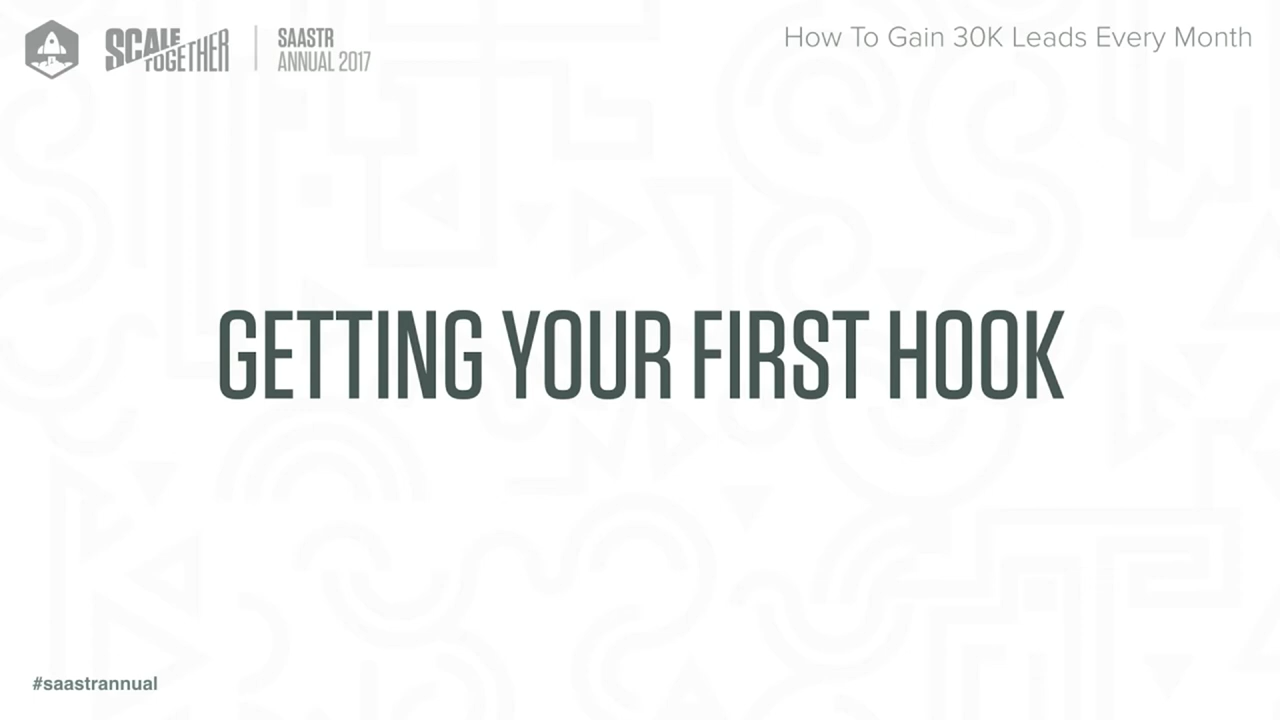 SCALE
TOGETHER
SAASTR
ANNUAL 2017
How To Gain 30K Leads Every Month
GETTING YOUR FIRST HOOK
#saastrannual